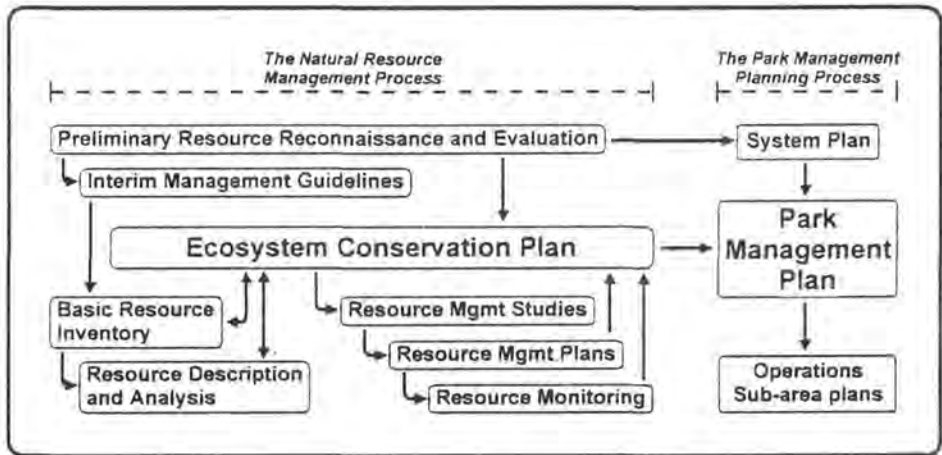 The Natural Resource
Management Process
The Park Management
Planning Process
Preliminary Resource Reconnaissance and Evaluation
System Plan
Interim Management Guidelines
Ecosystem Conservation Plan
Park
Management
Plan
Basic Resource
Inventory
Resource Mgmt Studies
Resource Mgmt Plans
Resource Description
and Analysis
Resource Monitoring
Operations
Sub-area plans